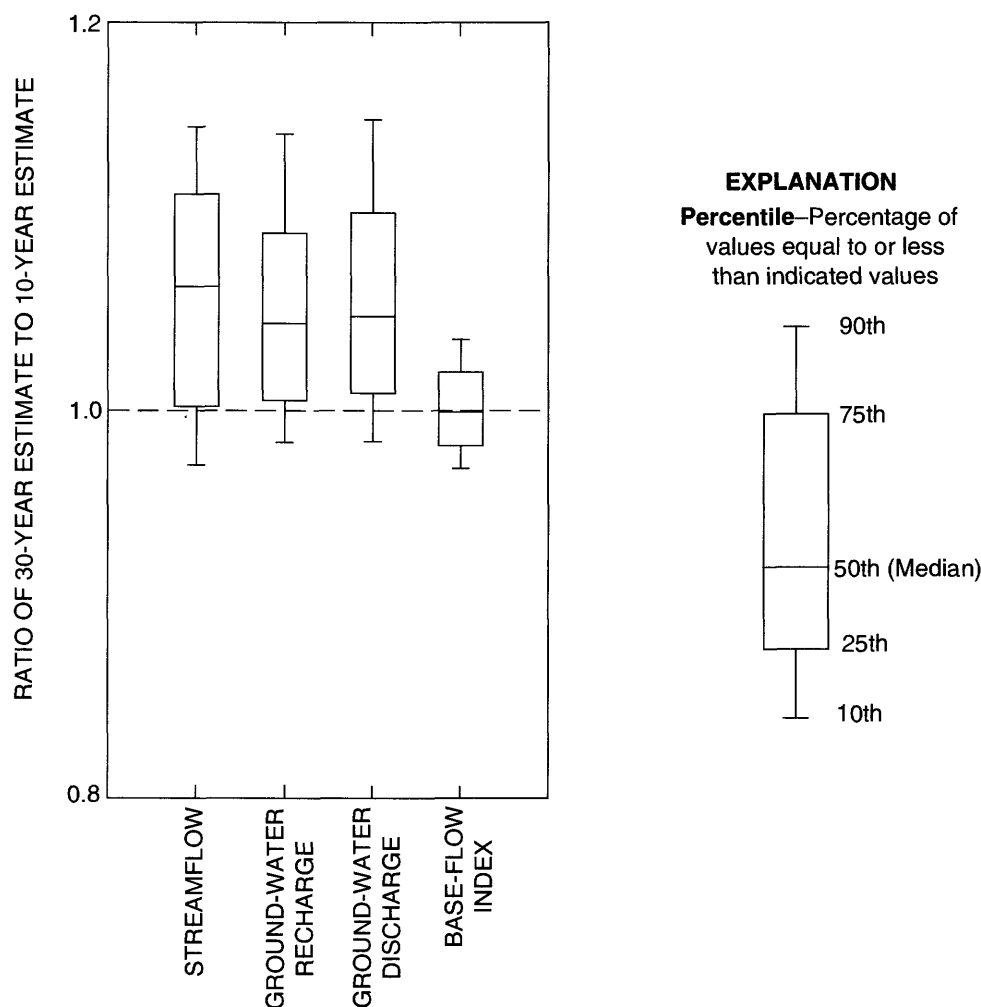 RATIO OF 30-YEAR ESTIMATE TO 10-YEAR ESTIMATE
1.2
1.0
0.8
STREAMFLOW
GROUND-WATER
RECHARGE
GROUND-WATER
DISCHARGE
BASE-FLOW
INDEX
EXPLANATION
Percentile–Percentage of
values equal to or less
than indicated values
90th
75th
50th (Median)
25th
10th